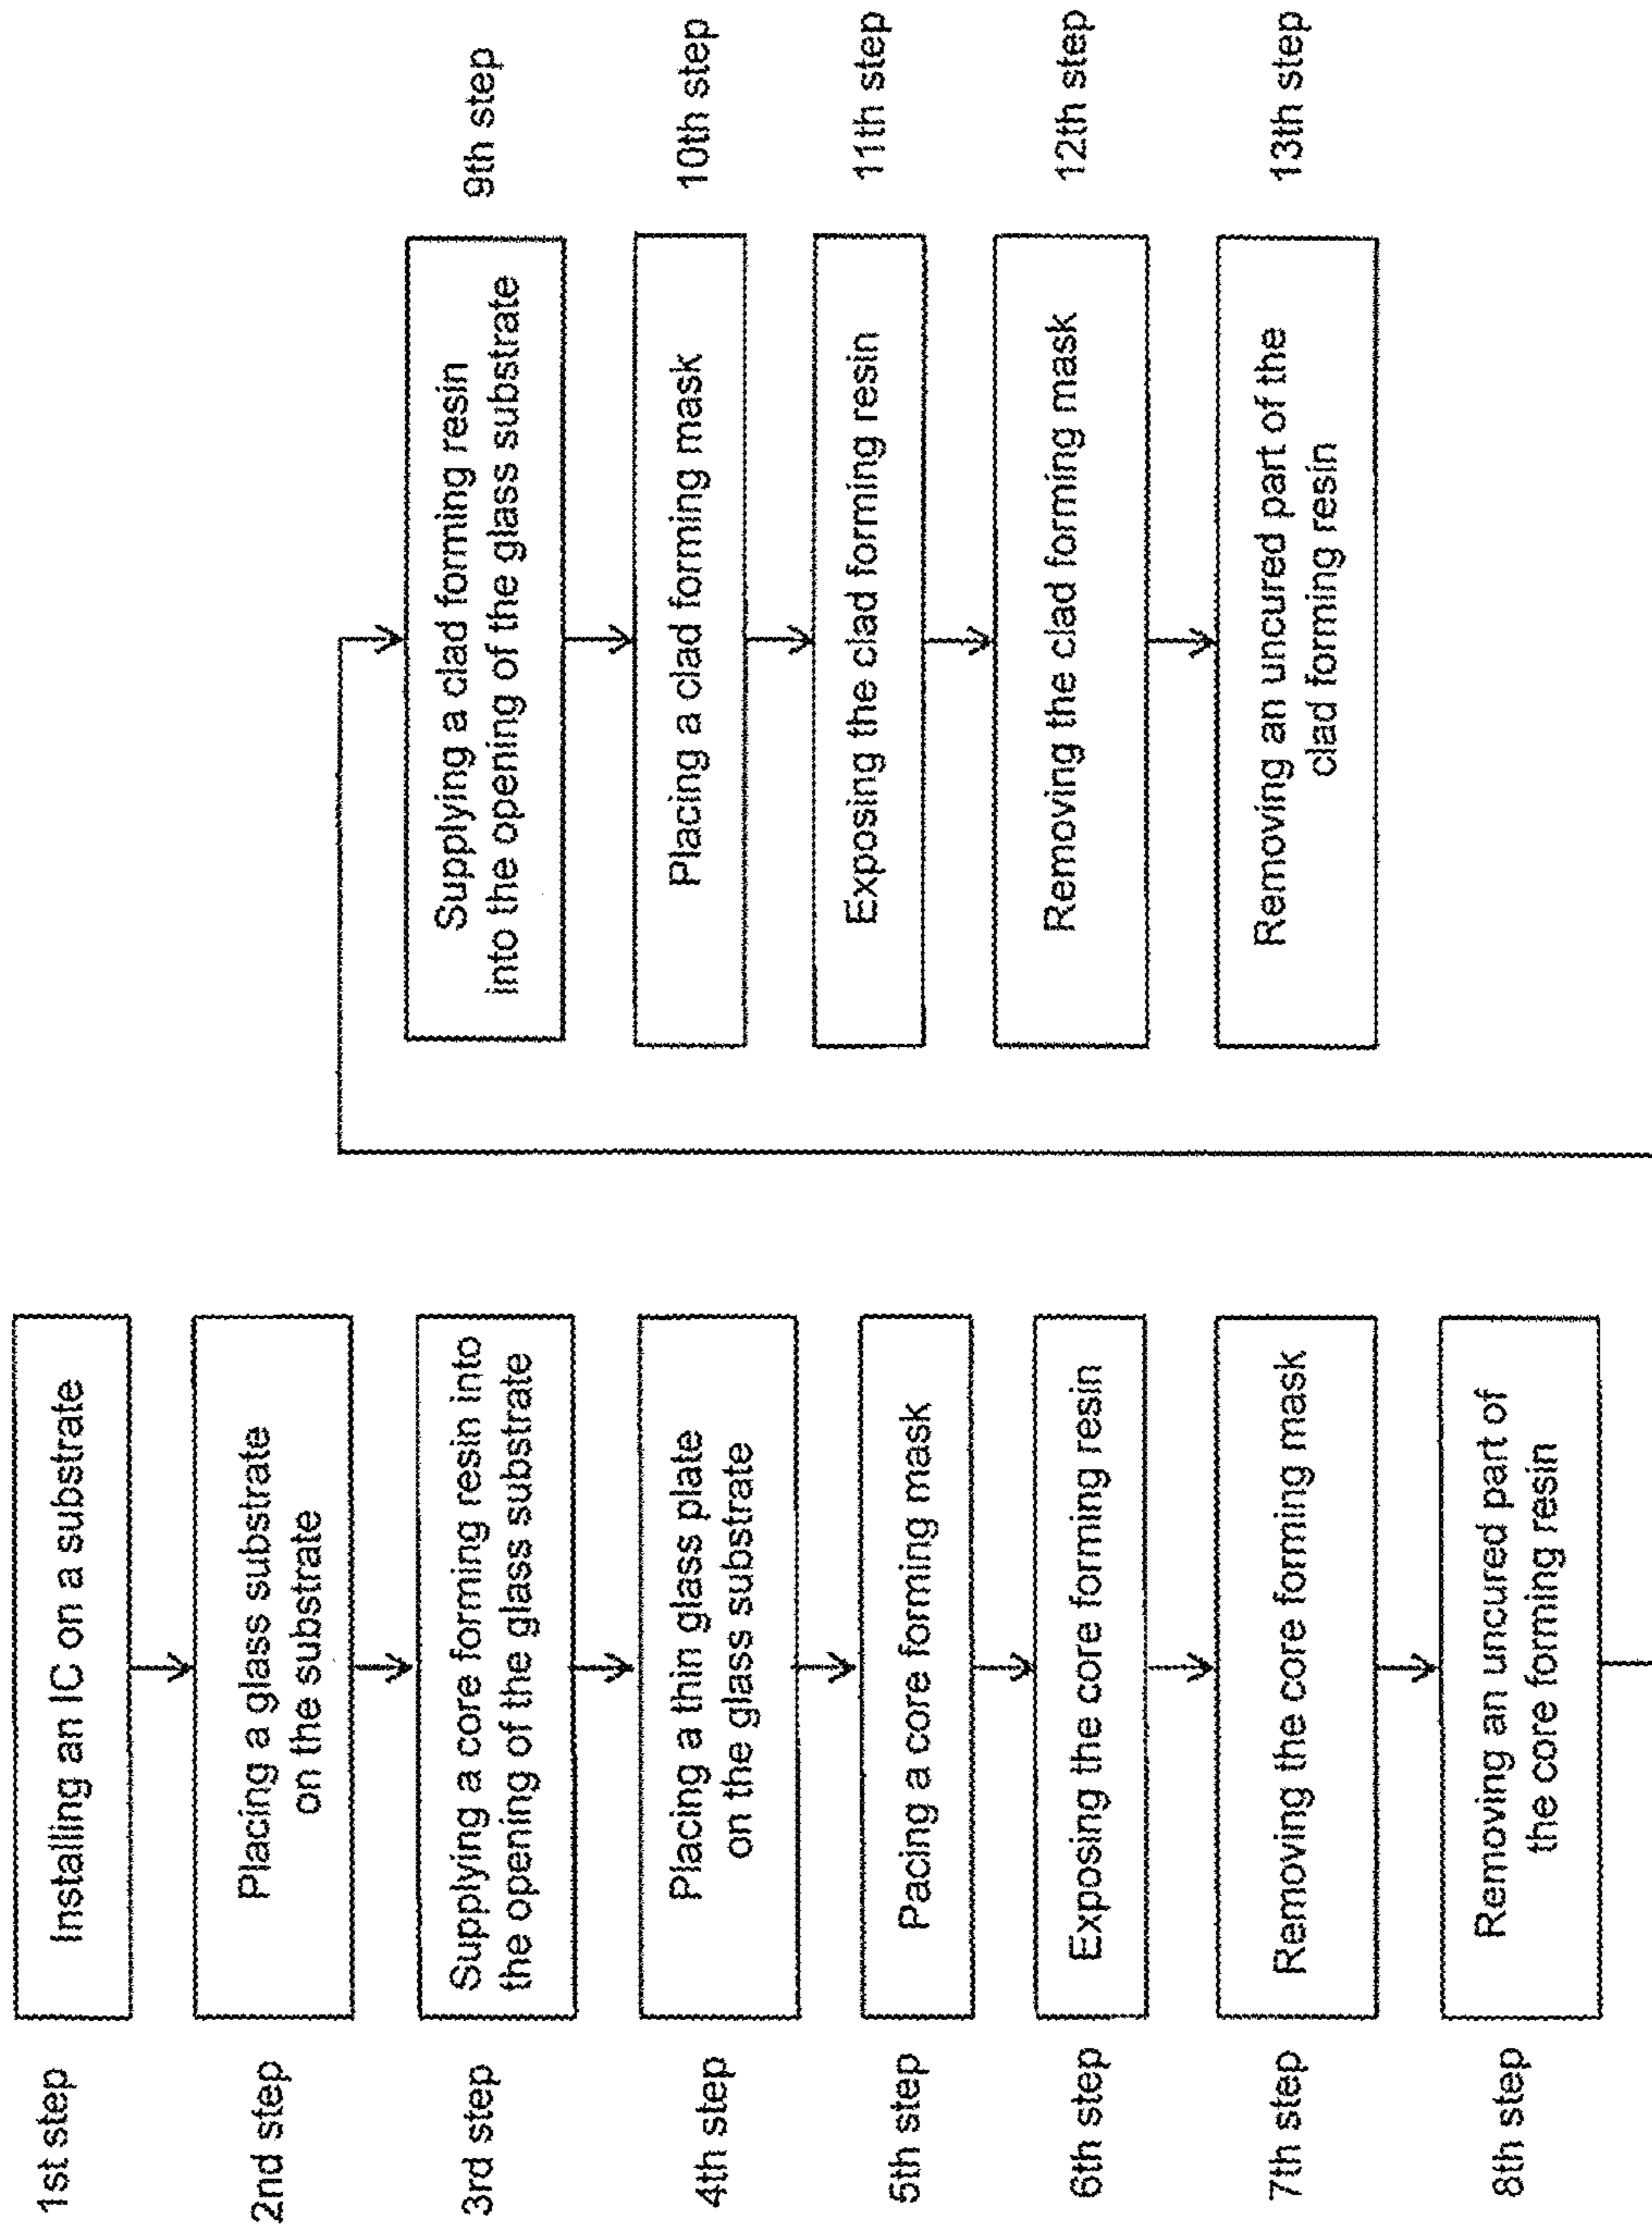 1st step
Installing an IC on a substrate
2nd step
Placing a glass substrate
on the substrate
3rd step
Supplying a core forming resin into
the opening of the glass substrate
4th step
Placing a thin glass plate
on the glass substrate
5th step
Pacing a core forming mask
6th step
Exposing the core forming resin
7th step
Removing the core forming mask
8th step
Removing an uncured part of
the core forming resin
Supplying a clad forming resin
into the opening of the glass substrate
9th step
Placing a clad forming mask
10th step
Exposing the clad forming resin
11th step
Removing the clad forming mask
12th step
Removing an uncured part of the
clad forming resin
13th step